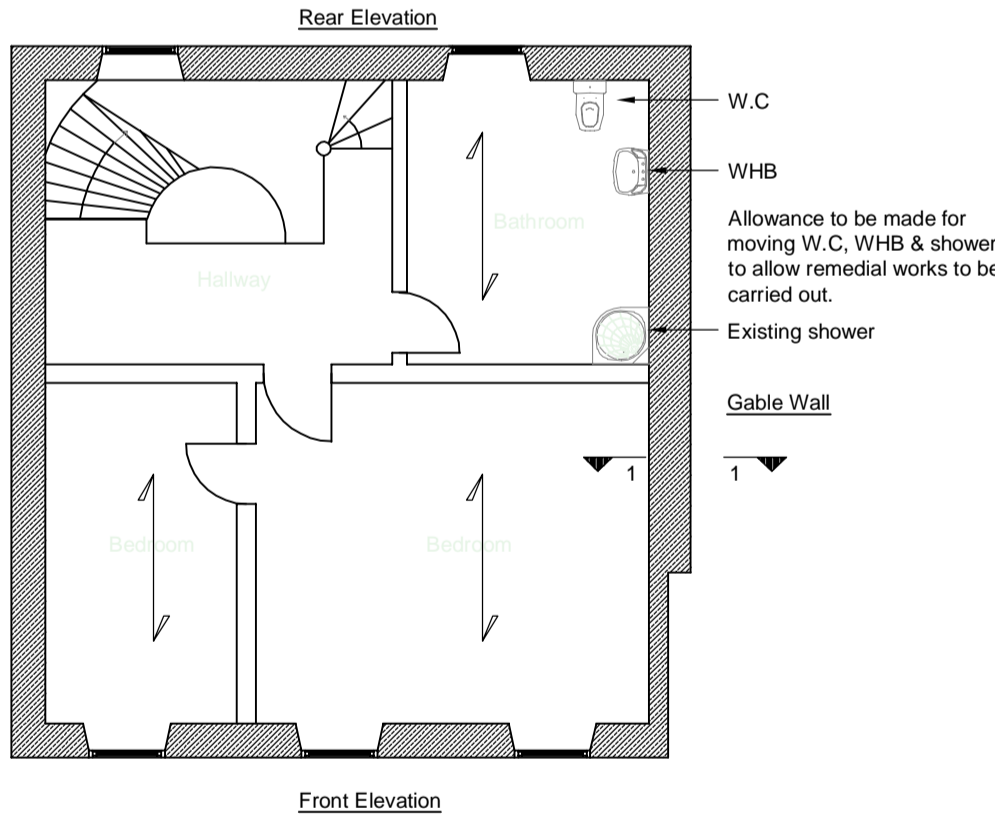 Rear Elevation
W.C
WHB
Bathroom
Allowance to be made for
moving W.C, WHB & shower
to allow remedial works to be
carried out.
Hallway
Existing shower
Gable Wall
1
1
Bedroom
Bedroom
Front Elevation